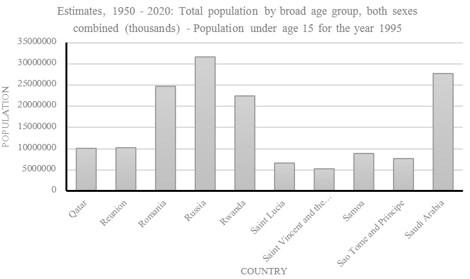 Estimates, 1950 - 2020: Total population by broad age group, both sexes
combined (thousands) - Population under age 15 for the year 1995
POPULATION
35000000
30000000
25000000
20000000
15000000
10000000
5000000
0
Qatar
Reunion
Romania
Russia
Rwanda
Saint Lucia
Saint Vincent and the...
Samoa
Sao Tome and Principe
Saudi Arabia
COUNTRY